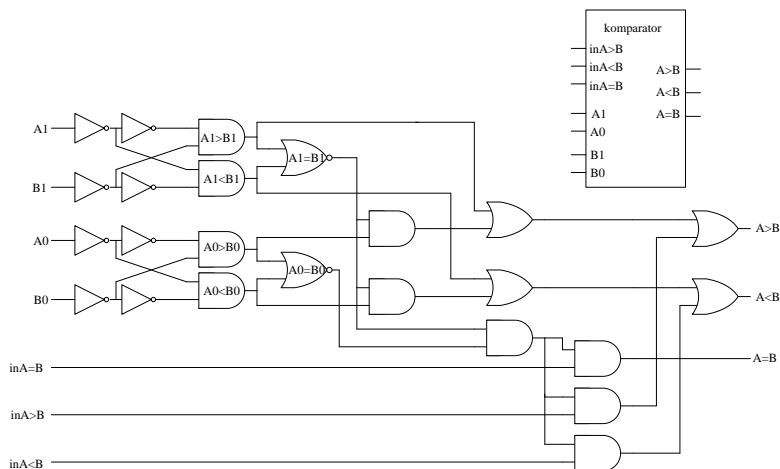 komparator
inA>B
inA<B
inA=B
A1
A0
B1
B0
A>B
A<B
A=B
A1
B1
A0
B0
inA=B
inA>B
inA<B
A1>B1
A1<B1
A1=B1
A0>B0
A0<B0
A0=B0
A>B
A<B
A=B